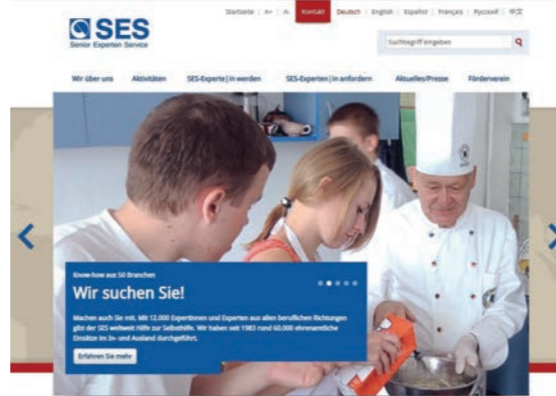 Startseite | A+ | A- Kontakt Deutsch | English | Español | Français | Русский | 中文
SES
Senior Experten Service
Suchbegriff eingeben
Wir über uns Aktivitäten SES-Experte|in werden SES-Experten|in anfordern Aktuelles/Presse Förderverein
Know-how aus 50 Branchen
Wir suchen Sie!
Machen auch Sie mit. Mit 12.000 Expertinnen und Experten aus allen beruflichen Richtungen
gibt der SES weltweit Hilfe zur Selbsthilfe. Wir haben seit 1983 rund 60.000 ehrenamtliche
Einsätze im In- und Ausland durchgeführt.
Erfahren Sie mehr